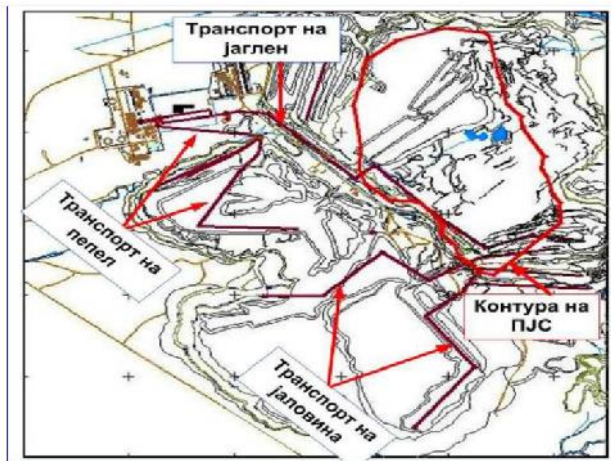 Транспорт на
јаглен
Транспорт на
пепел
Контура на
ПЈС
Транспорт на
јаловина